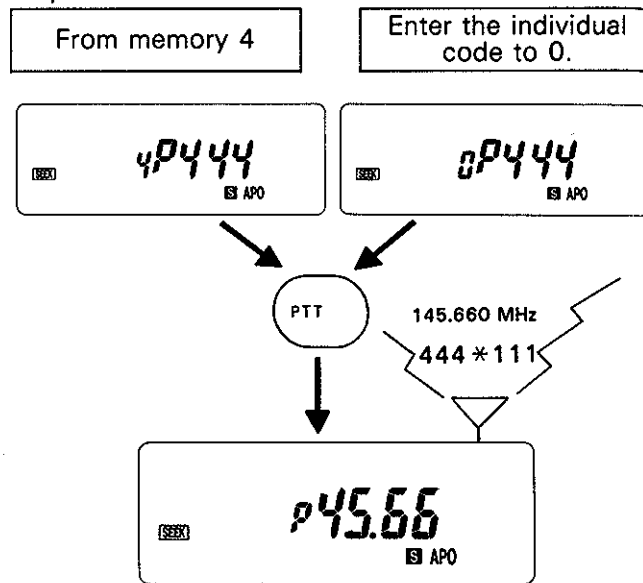 From memory 4
Enter the individual
code to 0.
4P444
SEEK
S APO
0P444
SEEK
S APO
PTT
145.660 MHz
444*111
P45.66
SEEK
S APO